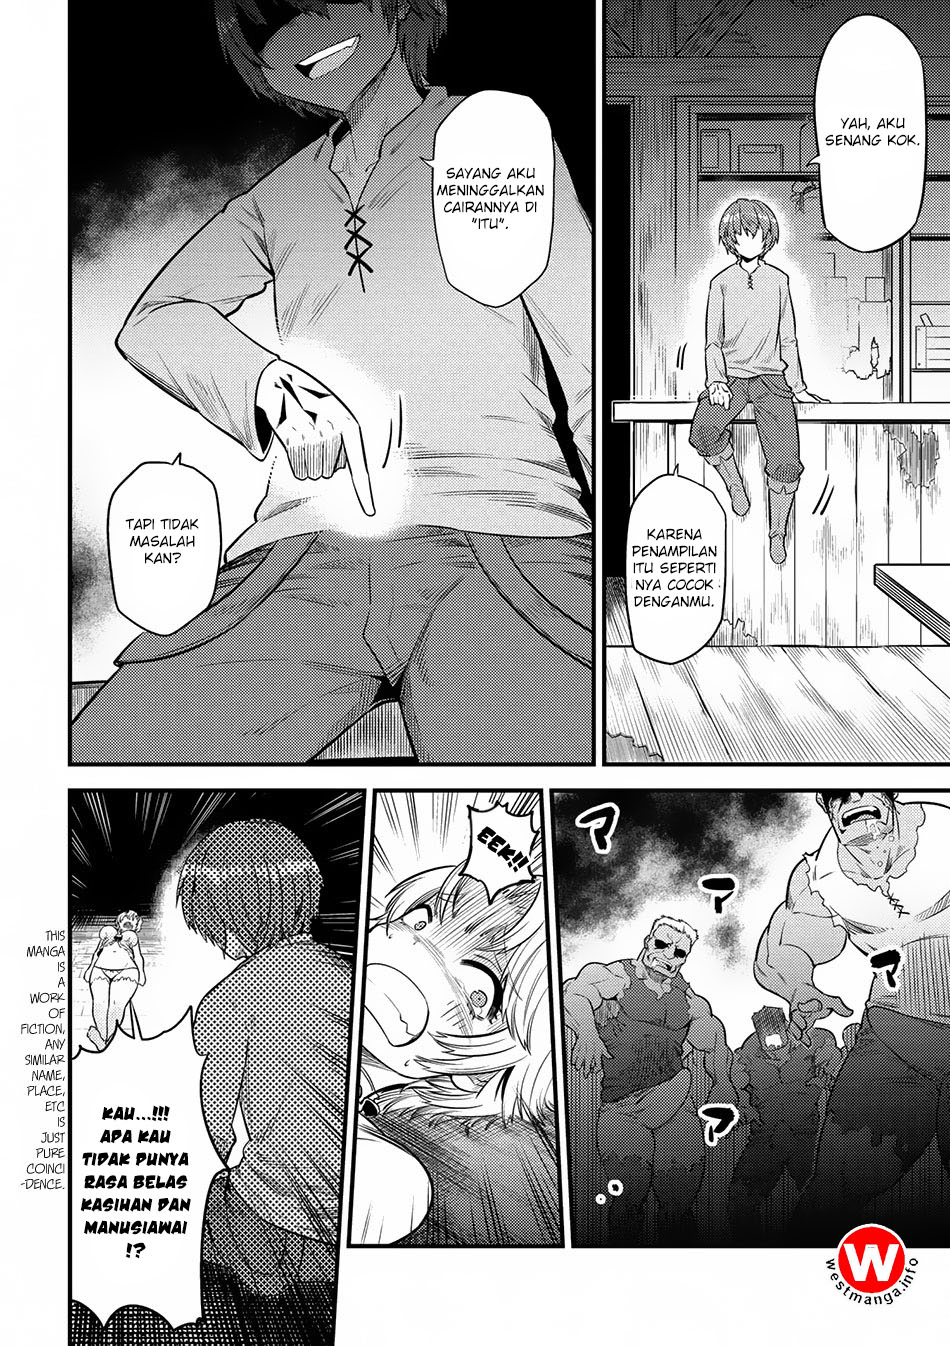 YAH, AKU
SENANG KOK.
KARENA
PENAMPILAN
ITU SEPERTI
NYA COCOK
DENGANMU.
SAYANG AKU
MENINGGALKAN
CAIRANNYA DI
"ITU".
TAPI TIDAK
MASALAH
KAN?
ア
ア
ア
EEK!!
KAU...!!!
APA KAU
TIDAK PUNYA
RASA BELAS
KASIHAN DAN
MANUSIAWAI
!?
THIS
MANGA
IS
A
WORK
OF
FICTION,
ANY
SIMILAR
NAME,
PLACE,
ETC
IS
JUST
PURE
COINCI
-DENCE.
W
westmanga.info